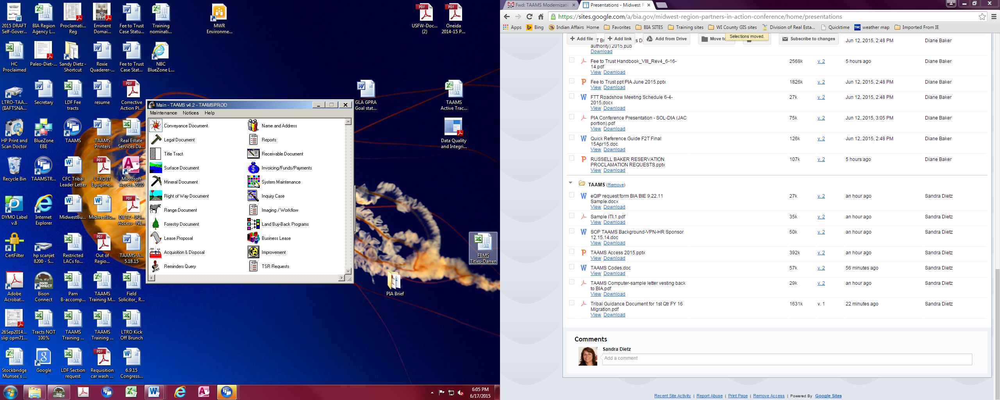 2015 DRAFT
Self-Gover...
BIA Region
Agency L...
Proclamati...
Reg
Eminent
Domai...
Fee to Trust
Case Statu...
Training
nominati...
MWR
Environme...
USFW-Doc...
(2)
Oneida
2014-15 P...
HC
Proclaimed
Paleo-Diet-...
Sandy Dietz -
Shortcut
Roxie
Quaderer-...
Fee to Trust
Case Stat...
NBC
BlueZone L...
LTRO-TAA...
(IIAFTSNA...
Secretary
LDF Fee
tracts
resume
Corrective
Action Pl...
GLA GPRA
Goal stat...
TAAMS
Active Trac...
HP Print and
Scan Doctor
BlueZone
EBE
TAAMS
TAAMS
Printers
Real Estate
Services Da...
Data Quality
and Integri...
Recycle Bin
TAAMSTR...
CFC Tribal
Leader Letter
LTRO IT
Equipme...
Microsoft
Access 2010
DYMO Label
v.8
Internet
Explorer
MidwestBu...
MidwestBu...
DIETZ--IR3...
Access--NE...
CertFilter
hp scanjet
8200 - S...
Restricted
LACs fo...
Out of
Regio...
TAAMS-A...
5.18.15
FBMS
Titles-Darren
Adobe
Acrobat...
Bison
Connect
Pam
B-accomp...
TAAMS
Training M...
Field
Solicitor_ R...
PIA Brief
26Sep2014...
slip opm71...
Tracts NOT
100%
TAAMS
Training ...
TAAMS
Training ...
LTRO Kick
Off Brunch
Stockbridge
Munsee's ...
Google
LDF Section
request
Requisition
car wash ...
6.9.15
Congress...
Main - TAAMS v4.2 - TAAMSPROD
Maintenance Notices Help
Conveyance Document
Name and Address
Legal Document
Reports
Title Tract
Receivable Document
Surface Document
Invoicing/Funds/Payments
Mineral Document
System Maintenance
Right of Way Document
Inquiry Case
Range Document
Imaging / Workflow
Forestry Document
Land Buy-Back Programs
Lease Proposal
Business Lease
Acquisition & Disposal
Improvement
Reminders Query
TSR Requests
6:05 PM
6/17/2015
Fwd: TAAMS Modernizati
Presentations - Midwest R
https://sites.google.com/a/bia.gov/midwest-region-partners-in-action-conference/home/presentations
Apps Bing Indian Affairs Home Favorites BIA SITES Training sites WI County GIS sites Division of Real Esta... Quicktime weather map Imported From IE
Selections moved.
Add file Add link Add from Drive Move to Subscribe to changes
Jun 12, 2015, 2:48 PM Diane Baker
authority) 2015.pub
Download
Fee to Trust Handbook_VIII_Rev4_6-16-
14.pdf
View Download
2568k v. 2 5 hours ago Diane Baker
Fee to Trust ppt PIA June 2015.pptx
View Download
1826k v. 2 Jun 12, 2015, 2:48 PM Diane Baker
FTT Roadshow Meeting Schedule 6-4-
2015.docx
View Download
27k v. 2 Jun 12, 2015, 2:48 PM Diane Baker
PIA Conference Presentation - SOL-DIA (JAC
portion).pdf
View Download
75k v. 2 Jun 12, 2015, 3:05 PM Diane Baker
Quick Reference Guide F2T Final
15Apr15.doc
View Download
126k v. 2 Jun 12, 2015, 2:48 PM Diane Baker
RUSSELL BAKER RESERVATION
PROCLAMATION REQUESTS.pptx
View Download
107k v. 2 5 hours ago Diane Baker
TAAMS (Remove)
eQIP request form BIA BIE 9.22.11
Sample.docx
View Download
27k v. 2 an hour ago Sandra Dietz
Sample ITI.1.pdf
View Download
35k v. 2 an hour ago Sandra Dietz
SOP TAAMS Background-VPN-HR Sponsor
12.15.14.doc
View Download
50k v. 2 an hour ago Sandra Dietz
TAAMS Access 2015.pptx
View Download
392k v. 2 an hour ago Sandra Dietz
TAAMS Codes.doc
View Download
57k v. 2 56 minutes ago Sandra Dietz
TAAMS Computer-sample letter vesting back
to BIA.pdf
View Download
29k v. 2 an hour ago Sandra Dietz
Tribal Guidance Document for 1st Qtr FY 16
Migration.pdf
View Download
1631k v. 1 22 minutes ago Sandra Dietz
Comments
Sandra Dietz
Add a comment
Recent Site Activity | Report Abuse | Print Page | Remove Access | Powered By Google Sites